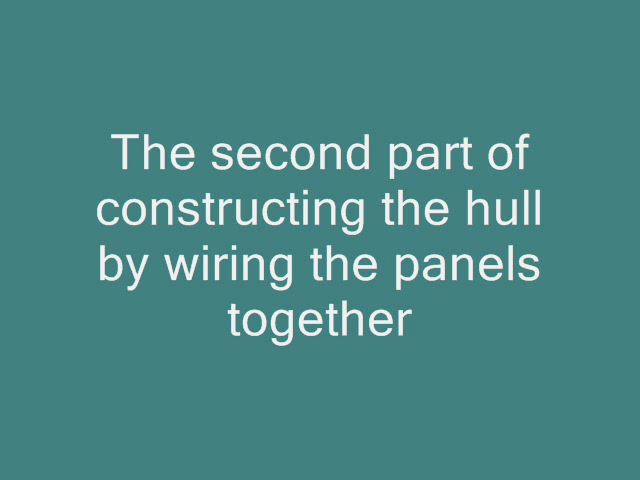 The second part of
constructing the hull
by wiring the panels
together